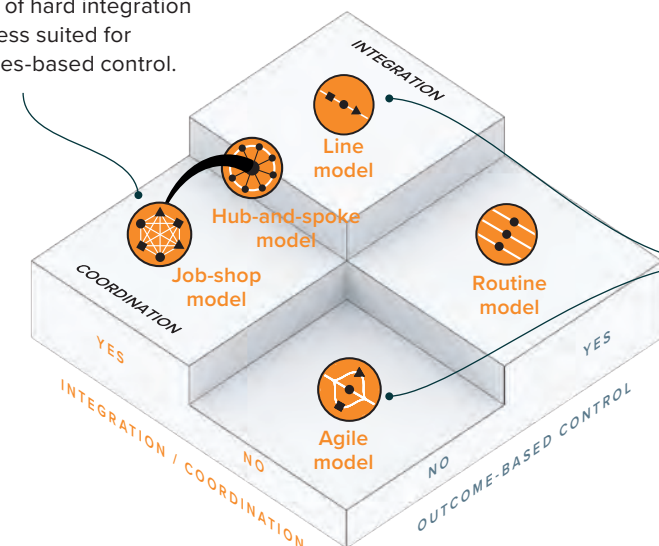 of hard integration
ess suited for
es-based control.
INTEGRATION
Line
model
Hub-and-spoke
model
Job-shop
model
COORDINATION
Routine
model
Agile
model
YES
NO
INTEGRATION / COORDINATION
YES
NO
OUTCOME-BASED CONTROL